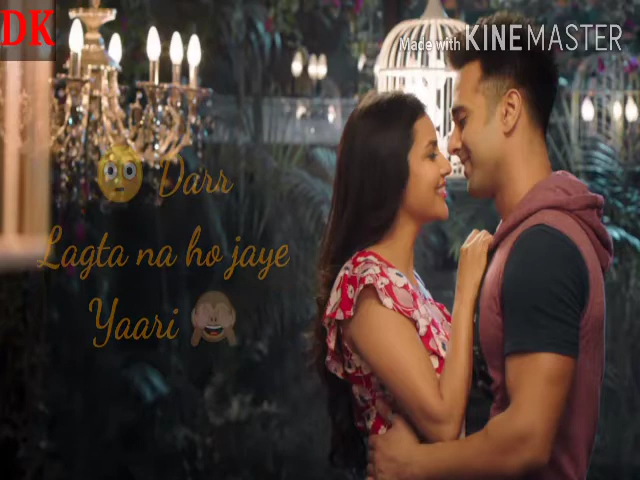 DK
Made with KINEMASTER
😳 Darr
Lagta na ho jaye
Yaari 🙈